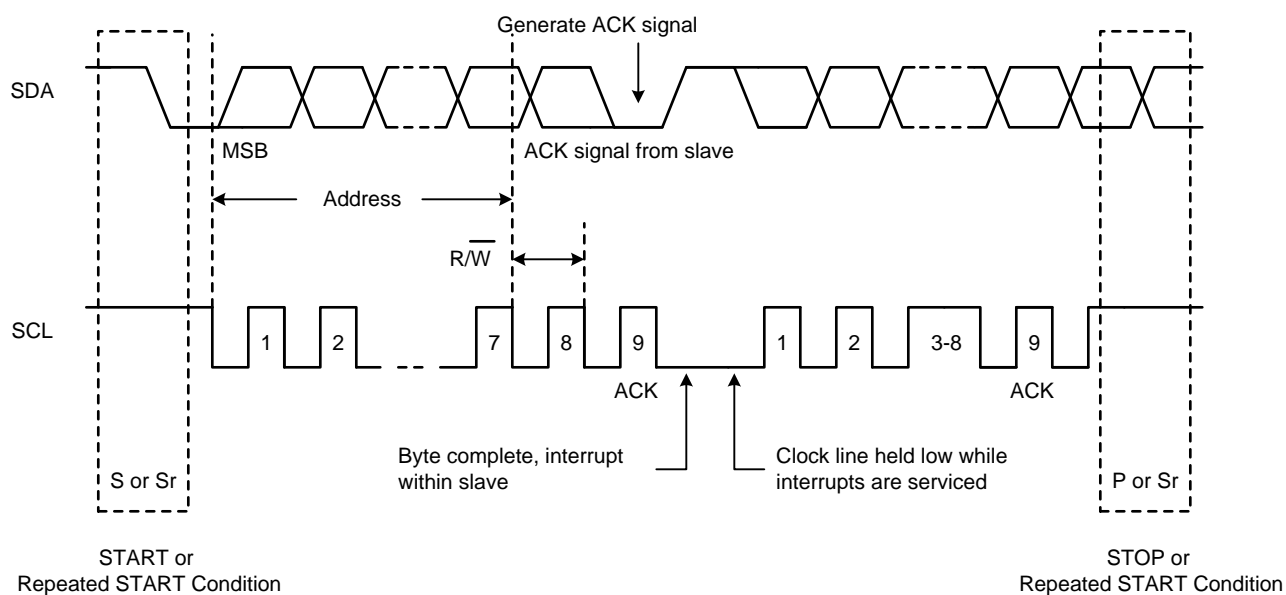 Generate ACK signal
SDA
MSB
ACK signal from slave
Address
R/W
SCL
1
2
7
8
9
1
2
3-8
9
ACK
ACK
Byte complete, interrupt
within slave
Clock line held low while
interrupts are serviced
S or Sr
P or Sr
START or
Repeated START Condition
STOP or
Repeated START Condition